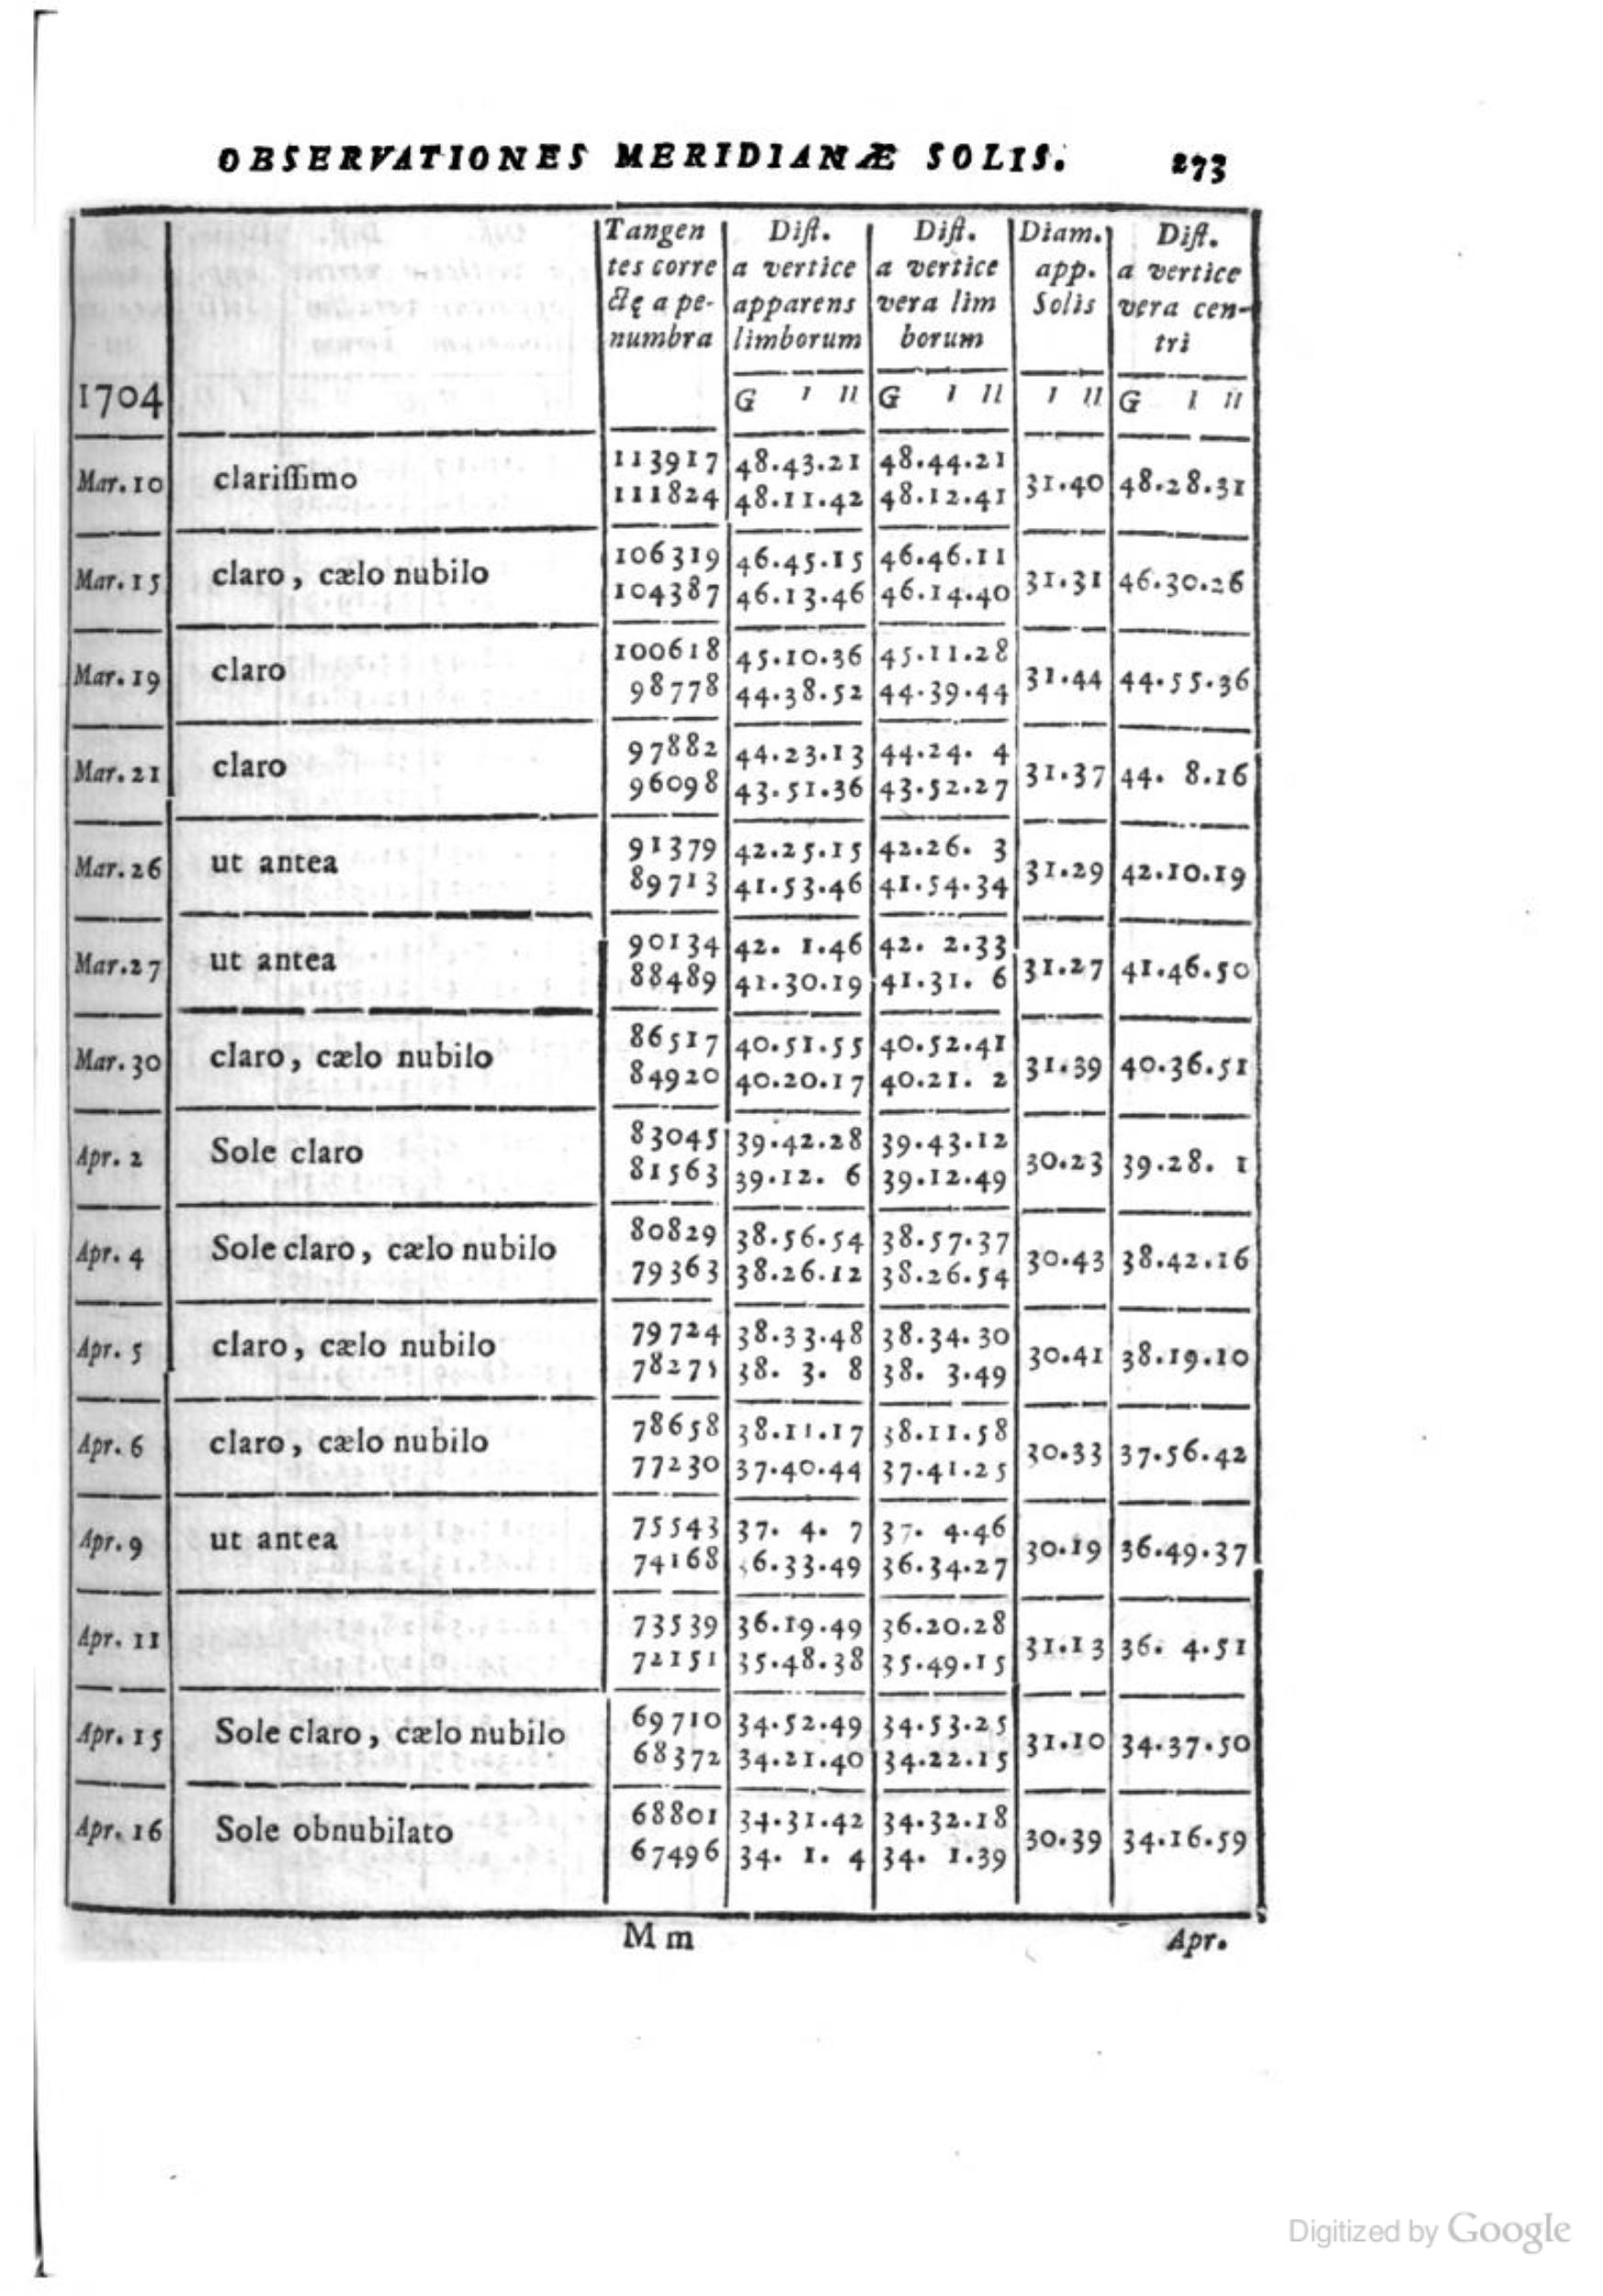 OBSERVATIONES MERIDIANÆ SOLIS. 273
1704
Tangen
tes corre
ctę a pe-
numbra
Dist.
a vertice
apparens
limborum
G I II
Dist.
a vertice
vera lim
borum
G I II
Diam.
app.
Solis
I II
Dist.
a vertice
vera cen-
tri
G I II
Mar. 10 clarissimo 113917 48.43.21 48.44.21 31.40 48.28.31
111824 48.11.42 48.12.41
Mar. 15 claro, cælo nubilo 106319 46.45.15 46.46.11 31.31 46.30.26
104387 46.13.46 46.14.40
Mar. 19 claro 100618 45.10.36 45.11.28 31.44 44.55.36
98778 44.38.52 44.39.44
Mar. 21 claro 97882 44.23.13 44.24. 4 31.37 44. 8.16
96098 43.51.36 43.52.27
Mar. 26 ut antea 91379 42.25.15 42.26. 3 31.29 42.10.19
89713 41.53.46 41.54.34
Mar. 27 ut antea 90134 42. 1.46 42. 2.33 31.27 41.46.50
88489 41.30.19 41.31. 6
Mar. 30 claro, cælo nubilo 86517 40.51.55 40.52.41 31.39 40.36.51
84920 40.20.17 40.21. 2
Apr. 2 Sole claro 83045 39.42.28 39.43.12 30.23 39.28. 1
81563 39.12. 6 39.12.49
Apr. 4 Sole claro, cælo nubilo 80829 38.56.54 38.57.37 30.43 38.42.16
79363 38.26.12 38.26.54
Apr. 5 claro, cælo nubilo 79724 38.33.48 38.34.30 30.41 38.19.10
78275 38. 3. 8 38. 3.49
Apr. 6 claro, cælo nubilo 78658 38.11.17 38.11.58 30.33 37.56.42
77230 37.40.44 37.41.25
Apr. 9 ut antea 75543 37. 4. 7 37. 4.46 30.19 36.49.37
74168 36.33.49 36.34.27
Apr. 11 73539 36.19.49 36.20.28 31.13 36. 4.51
72151 35.48.38 35.49.15
Apr. 15 Sole claro, cælo nubilo 69710 34.52.49 34.53.25 31.10 34.37.50
68372 34.21.40 34.22.15
Apr. 16 Sole obnubilato 68801 34.31.42 34.32.18 30.39 34.16.59
67496 34. 1. 4 34. 1.39
M m Apr.
Digitized by Google